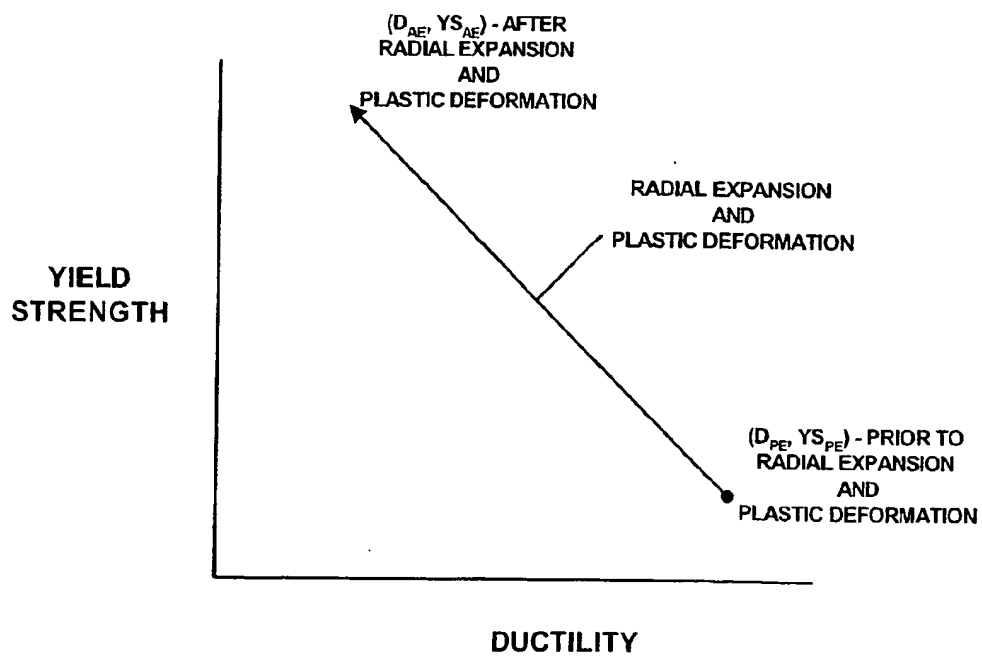 (D_AE, YS_AE) - AFTER
RADIAL EXPANSION
AND
PLASTIC DEFORMATION
RADIAL EXPANSION
AND
PLASTIC DEFORMATION
YIELD
STRENGTH
(D_PE, YS_PE) - PRIOR TO
RADIAL EXPANSION
AND
PLASTIC DEFORMATION
DUCTILITY